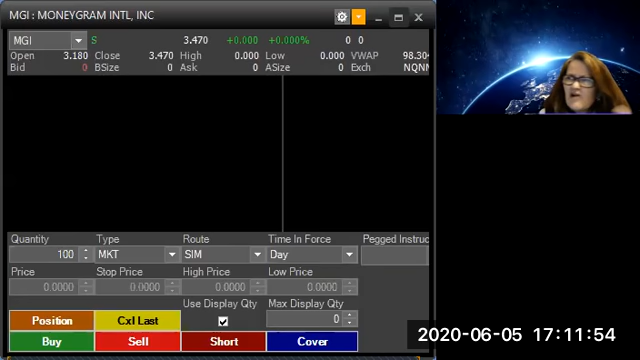 MGI : MONEYGRAM INTL, INC
MGI S 3.470 +0.000 +0.000% 0 0
Open 3.180 Close 3.470 High 0.000 Low 0.000 VWAP 98.30
Bid 0 BSize 0 Ask 0 ASize 0 Exch NQNM
Quantity Type Route Time In Force Pegged Instruc
100 MKT SIM Day
Price Stop Price High Price Low Price
0.0000 0.0000 0.0000 0.0000
Use Display Qty Max Display Qty
Position Cxl Last 0
Buy Sell Short Cover
2020-06-05 17:11:54